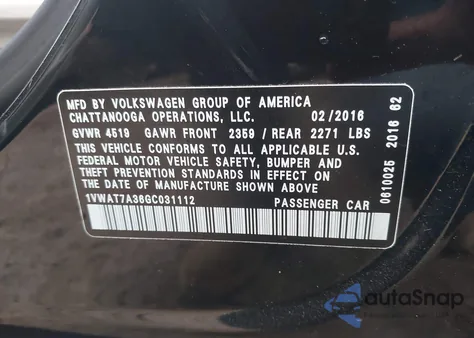 MFD BY VOLKSWAGEN GROUP OF AMERICA
CHATTANOOGA OPERATIONS, LLC. 02/2016
GVWR 4519 GAWR FRONT 2359 / REAR 2271 LBS
THIS VEHICLE CONFORMS TO ALL APPLICABLE U.S.
FEDERAL MOTOR VEHICLE SAFETY, BUMPER AND
THEFT PREVENTION STANDARDS IN EFFECT ON THE
DATE OF MANUFACTURE SHOWN ABOVE.
1VWAT7A36GC031112 PASSENGER CAR
0610025 2016 62
autoSnap